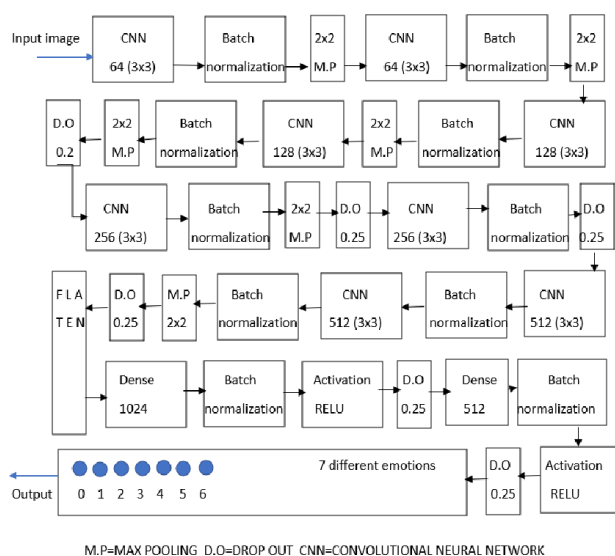 Input image
CNN
64 (3x3)
Batch
normalization
2x2
M.P
CNN
64 (3x3)
Batch
normalization
2x2
M.P
CNN
128 (3x3)
Batch
normalization
2x2
M.P
CNN
128 (3x3)
Batch
normalization
2x2
M.P
D.O
0.2
CNN
256 (3x3)
Batch
normalization
2x2
M.P
D.O
0.25
CNN
256 (3x3)
Batch
normalization
D.O
0.25
CNN
512 (3x3)
Batch
normalization
CNN
512 (3x3)
Batch
normalization
M.P
2x2
D.O
0.25
F L A
T E N
Dense
1024
Batch
normalization
Activation
RELU
D.O
0.25
Dense
512
Batch
normalization
Activation
RELU
D.O
0.25
7 different emotions
0 1 2 3 4 5 6
Output
M.P=MAX POOLING D.O=DROP OUT CNN=CONVOLUTIONAL NEURAL NETWORK